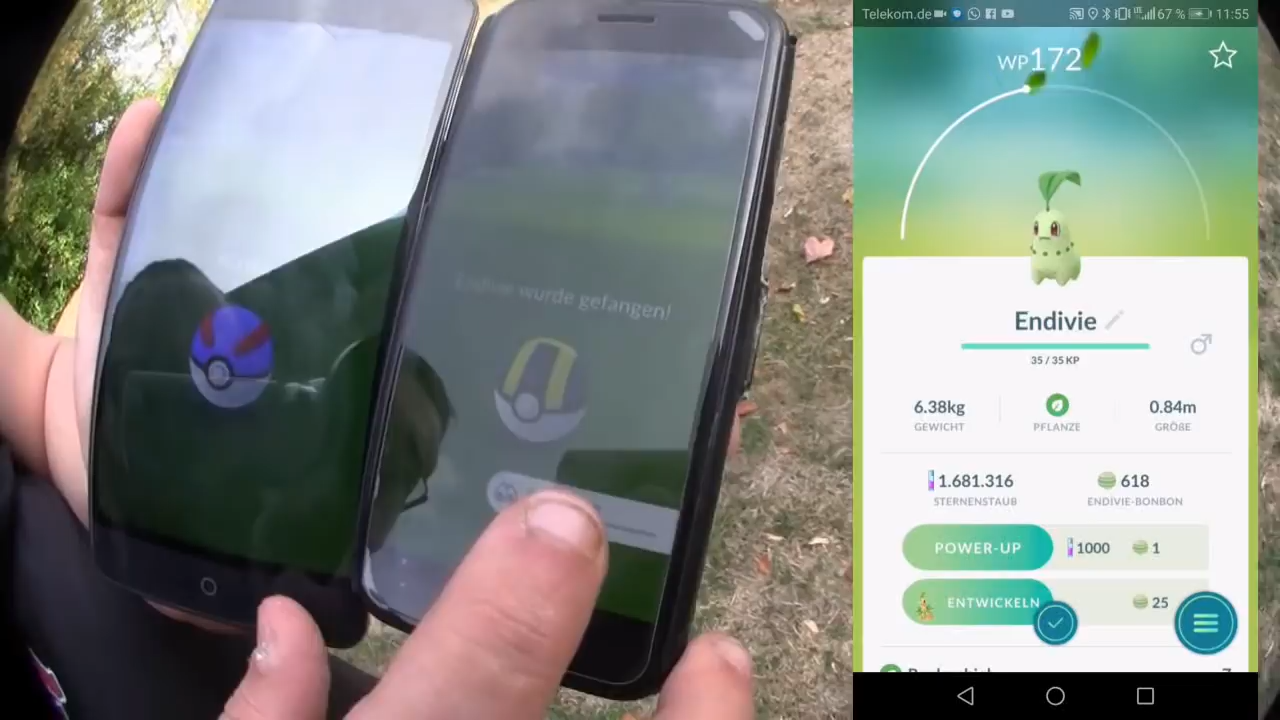 Endivie wurde gefangen!
Telekom.de 67 % 11:55
WP172
Endivie
35 / 35 KP
6.38kg
GEWICHT
PFLANZE
0.84m
GRÖßE
1.681.316
STERNENSTAUB
618
ENDIVIE-BONBON
POWER-UP 1000 1
ENTWICKELN 25